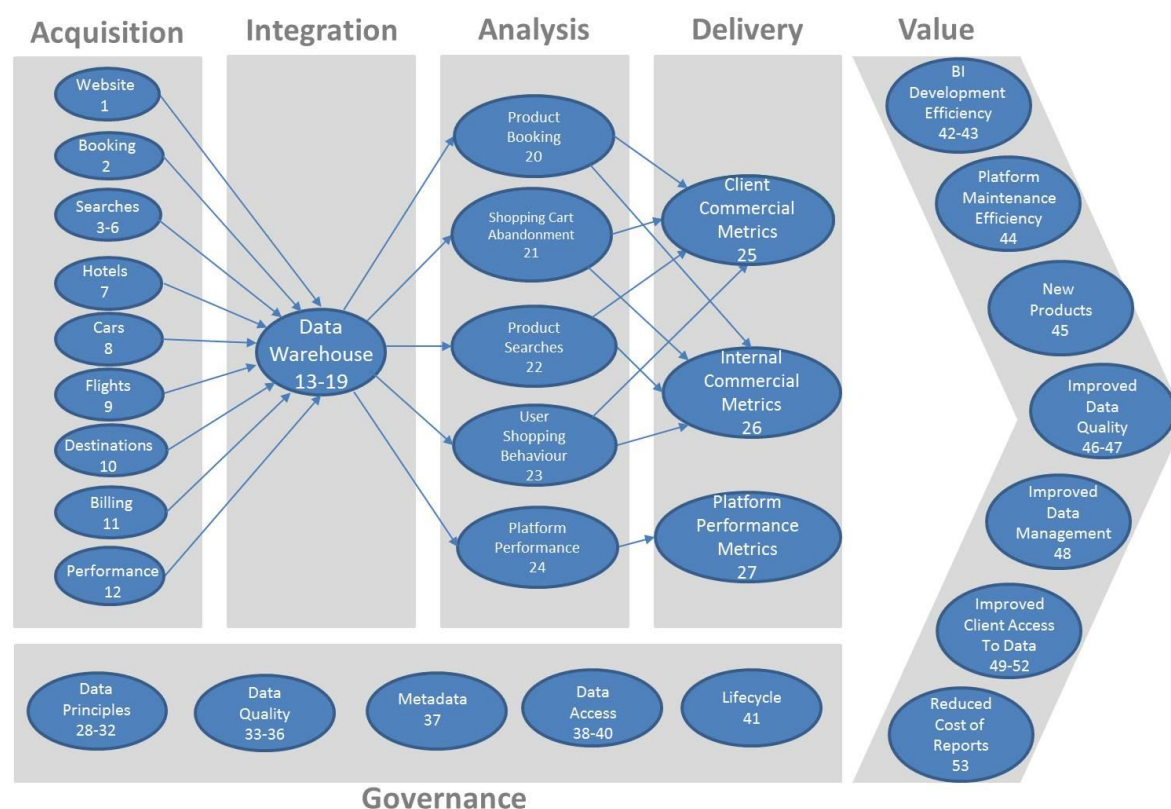 Acquisition
Integration
Analysis
Delivery
Value
Website
1
Booking
2
Searches
3-6
Hotels
7
Cars
8
Flights
9
Destinations
10
Billing
11
Performance
12
Data
Warehouse
13-19
Product
Booking
20
Shopping Cart
Abandonment
21
Product
Searches
22
User
Shopping
Behaviour
23
Platform
Performance
24
Client
Commercial
Metrics
25
Internal
Commercial
Metrics
26
Platform
Performance
Metrics
27
BI
Development
Efficiency
42-43
Platform
Maintenance
Efficiency
44
New
Products
45
Improved
Data
Quality
46-47
Improved
Data
Management
48
Improved
Client Access
To Data
49-52
Reduced
Cost of
Reports
53
Data
Principles
28-32
Data
Quality
33-36
Metadata
37
Data
Access
38-40
Lifecycle
41
Governance